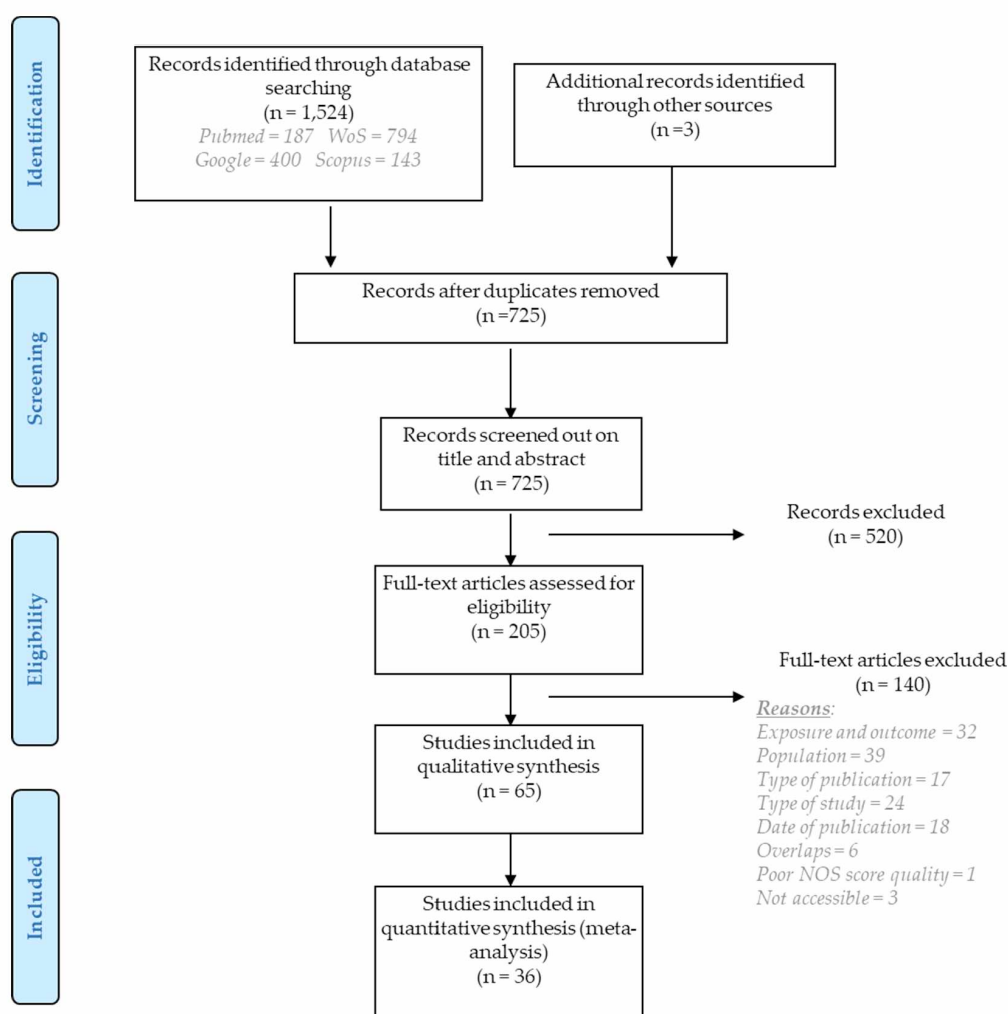 Identification
Records identified through database
searching
(n = 1,524)
Pubmed = 187 WoS = 794
Google = 400 Scopus = 143
Additional records identified
through other sources
(n =3)
Screening
Records after duplicates removed
(n =725)
Records screened out on
title and abstract
(n = 725)
Records excluded
(n = 520)
Eligibility
Full-text articles assessed for
eligibility
(n = 205)
Full-text articles excluded
(n = 140)
Reasons:
Exposure and outcome = 32
Population = 39
Type of publication = 17
Type of study = 24
Date of publication = 18
Overlaps = 6
Poor NOS score quality = 1
Not accessible = 3
Studies included in
qualitative synthesis
(n = 65)
Included
Studies included in
quantitative synthesis (meta-
analysis)
(n = 36)